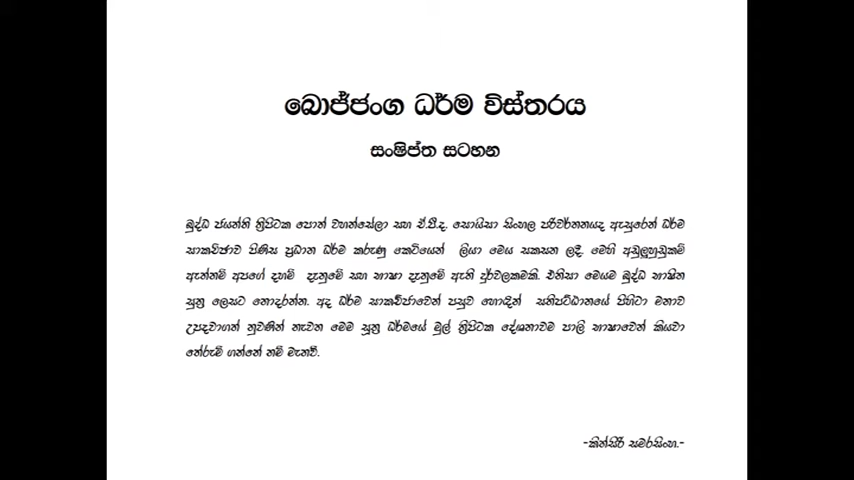 බොජ්ජංග ධර්ම විස්තරය
සංෂිප්ත සටහන
බුද්ධ ජයන්ති ත්‍රිපිටක පොත් වහන්සේලා සහ ඒ.පී.ද. සොයිසා සිංහල පරිවර්තනයද ඇසුරෙන් ධර්ම
සාකච්ඡාව පිණිස ප්‍රධාන ධර්ම කරුණු කෙටියෙන් ලියා මෙය සකසන ලදී. මෙහි අඩුලුහුඩුකම්
ඇත්නම් අපගේ දහම් දැනුමේ සහ භාෂා දැනුමේ ඇති දුර්වලකමකි. එනිසා මෙයම බුද්ධ භාෂිත
සූත්‍ර ලෙසට නොදරන්න. අද ධර්ම සාකච්ජාවෙන් පසුව හොඳින් සතිපට්ඨානයේ පිහිටා මනාව
උපදවාගත් නුවණින් නැවත මෙම සූත්‍ර ධර්මයේ මුල් ත්‍රිපිටක දේශනාවම පාලි භාෂාවෙන් කියවා
තේරුම් ගන්නේ නම් මැනවි.
-කින්සිරි සමරසිංහ.-